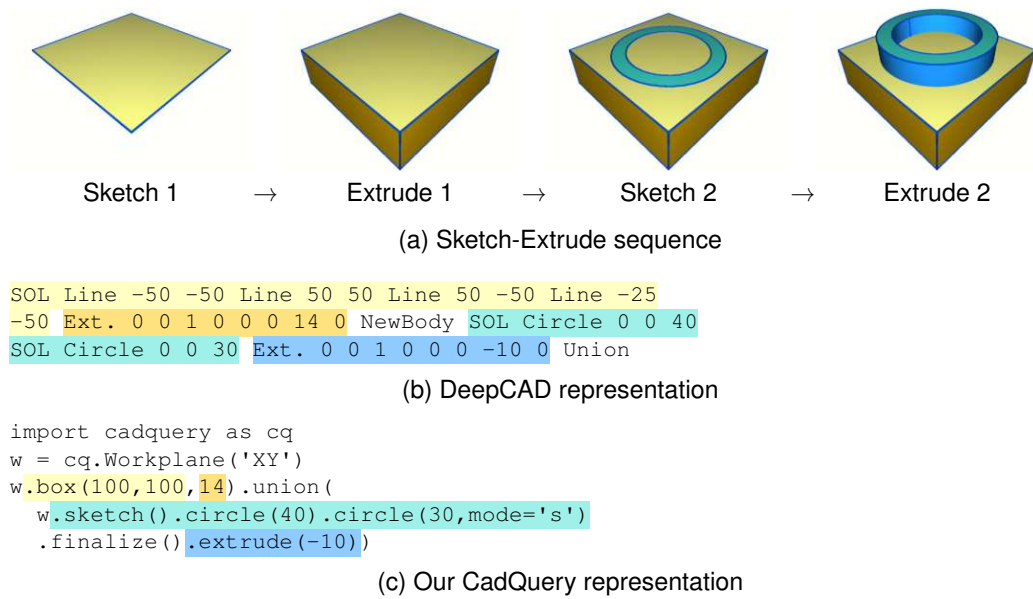 Sketch 1 → Extrude 1 → Sketch 2 → Extrude 2
(a) Sketch-Extrude sequence
SOL Line -50 -50 Line 50 50 Line 50 -50 Line -25
-50 Ext. 0 0 1 0 0 0 14 0 NewBody SOL Circle 0 0 40
SOL Circle 0 0 30 Ext. 0 0 1 0 0 0 -10 0 Union
(b) DeepCAD representation
import cadquery as cq
w = cq.Workplane('XY')
w.box(100,100,14).union(
  w.sketch().circle(40).circle(30,mode='s')
  .finalize().extrude(-10))
(c) Our CadQuery representation